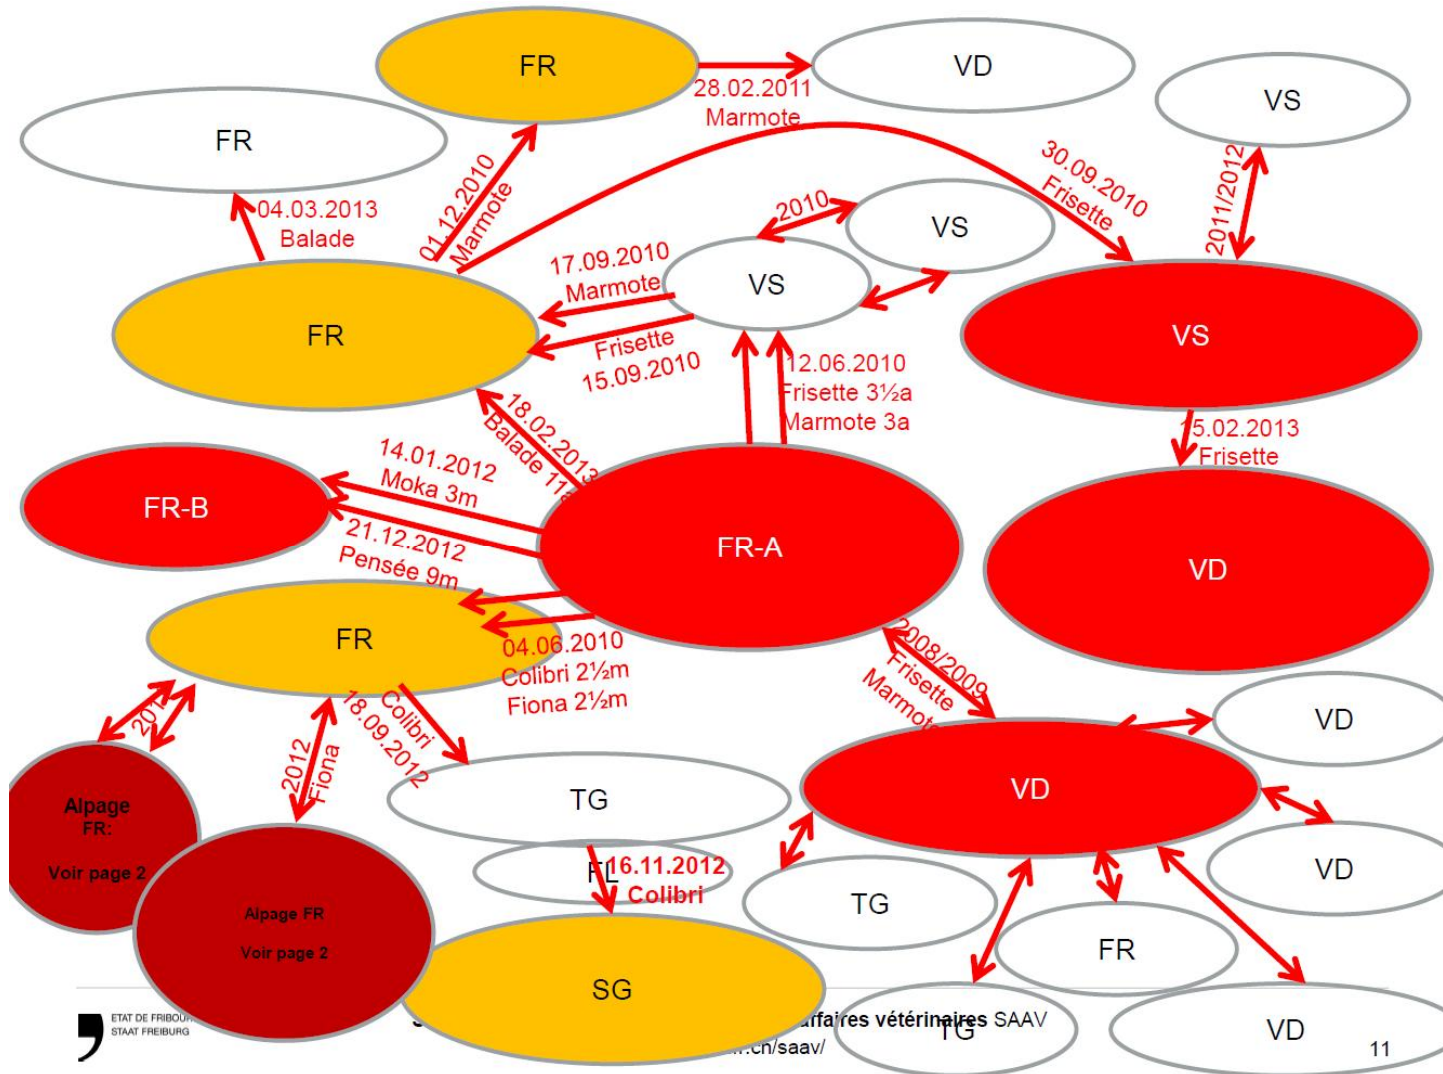 FR
VD
28.02.2011
Marmote
VS
FR
01.12.2010
Marmote
30.09.2010
Frisette
2011/2012
04.03.2013
Balade
2010
VS
17.09.2010
Marmote
VS
FR
VS
Frisette
15.09.2010
12.06.2010
Frisette 3½a
Marmote 3a
18.02.2013
Balade
15.02.2013
Frisette
14.01.2012
Moka 3m
FR-B
21.12.2012
Pensée 9m
FR-A
VD
FR
04.06.2010
Colibri 2½m
Fiona 2½m
2008/2009
Frisette
Marmote
Colibri
18.09.2012
2012
Fiona
VD
TG
VD
Alpage
FR:
Voir page 2
FL
16.11.2012
Colibri
VD
TG
Alpage FR
Voir page 2
FR
SG
ETAT DE FRIBOUR
STAAT FREIBURG
affaires vétérinaires SAAV
.ch/saav/
TG
VD
11